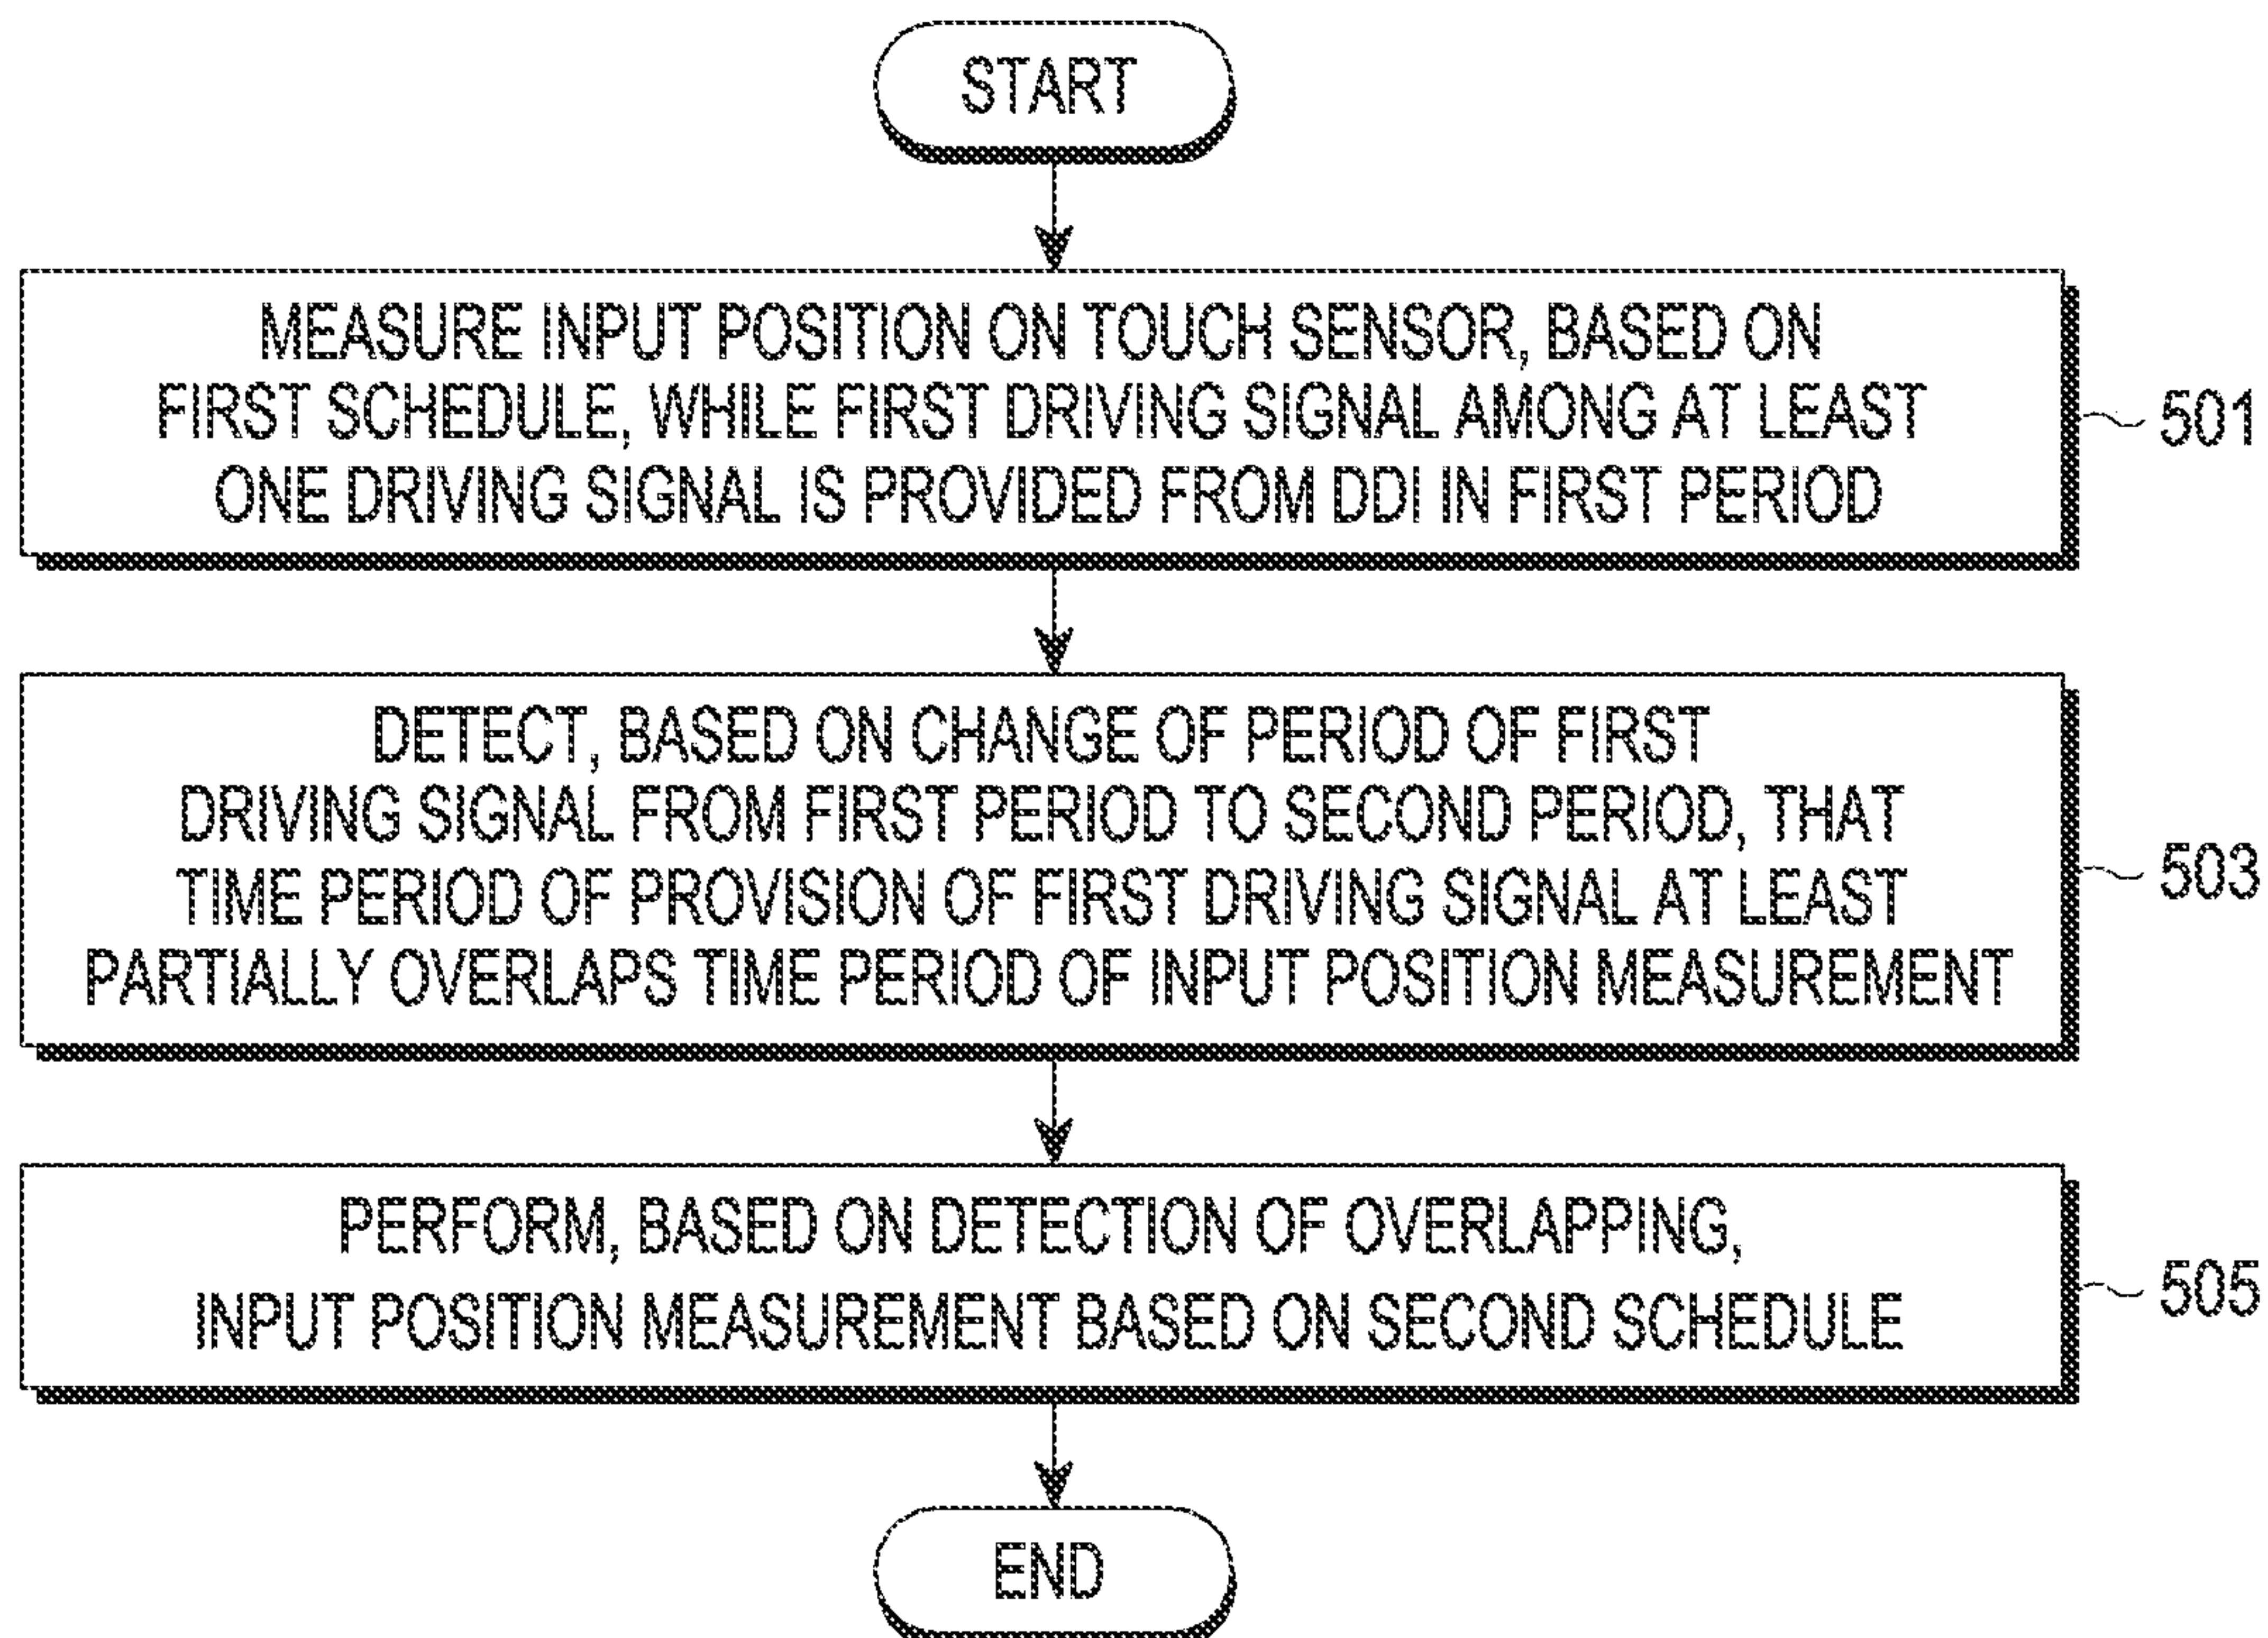 START
MEASURE INPUT POSITION ON TOUCH SENSOR, BASED ON
FIRST SCHEDULE, WHILE FIRST DRIVING SIGNAL AMONG AT LEAST
ONE DRIVING SIGNAL IS PROVIDED FROM DDI IN FIRST PERIOD
501
DETECT, BASED ON CHANGE OF PERIOD OF FIRST
DRIVING SIGNAL FROM FIRST PERIOD TO SECOND PERIOD, THAT
TIME PERIOD OF PROVISION OF FIRST DRIVING SIGNAL AT LEAST
PARTIALLY OVERLAPS TIME PERIOD OF INPUT POSITION MEASUREMENT
503
PERFORM, BASED ON DETECTION OF OVERLAPPING,
INPUT POSITION MEASUREMENT BASED ON SECOND SCHEDULE
505
END